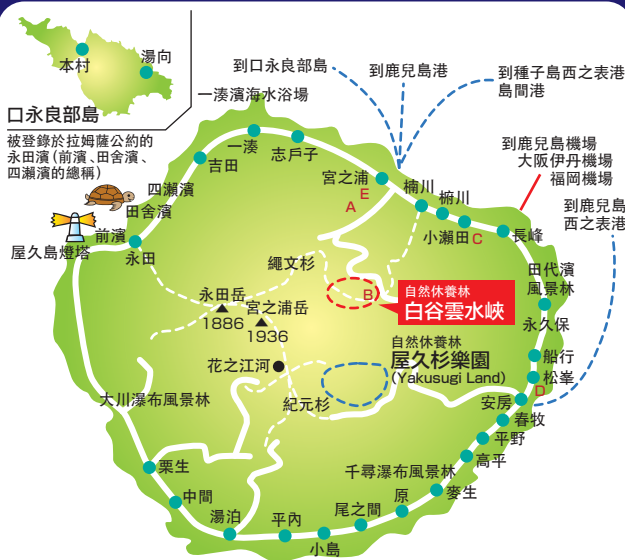 本村
湯向
口永良部島
被登錄於拉姆薩公約的
永田濱(前濱、田舍濱、
四瀨濱的總稱)
到口永良部島
到鹿兒島港
到種子島西之表港
島間港
一湊濱海水浴場
一湊
志戶子
吉田
宮之浦
E
A
楠川
椨川
小瀨田
C
長峰
到鹿兒島機場
大阪伊丹機場
福岡機場
到鹿兒島
西之表港
四瀨濱
田舍濱
前濱
屋久島燈塔
永田
繩文杉
B
自然休養林
白谷雲水峽
田代濱
風景林
永久保
永田岳
1886
宮之浦岳
1936
自然休養林
屋久杉樂園
(Yakusugi Land)
花之江河
紀元杉
船行
松峯
D
安房
春牧
平野
高平
大川瀑布風景林
千尋瀑布風景林
麥生
原
尾之間
小島
平內
湯泊
中間
栗生